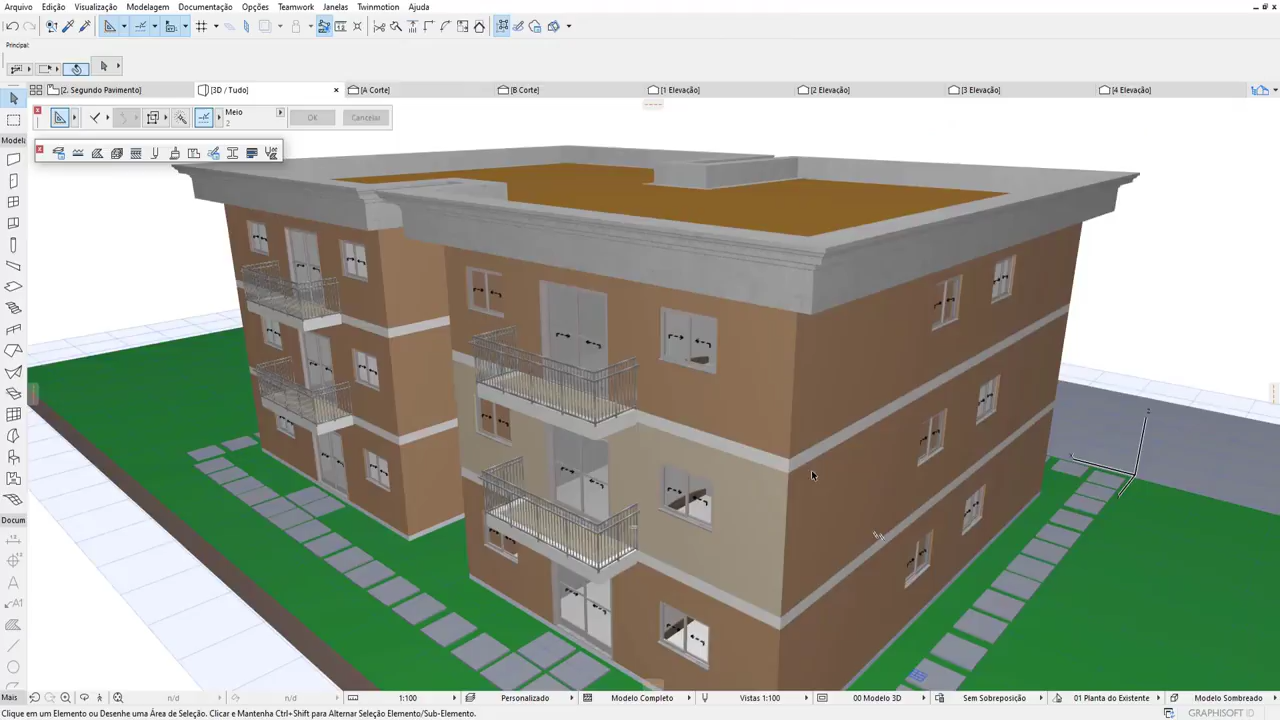 Arquivo Edição Visualização Modelagem Documentação Opções Teamwork Janelas Twinmotion Ajuda
Principal:
[2. Segundo Pavimento] [3D / Tudo] [A Corte] [B Corte] [1 Elevação] [2 Elevação] [3 Elevação] [4 Elevação]
Meio
2
OK Cancelar
Modeli
Docum
A1
Mais
n/d n/d 1:100 Personalizado Modelo Completo Vistas 1:100 00 Modelo 3D Sem Sobreposição 01 Planta do Existente Modelo Sombreado
Clique em um Elemento ou Desenhe uma Área de Seleção. Clicar e Mantenha Ctrl+Shift para Alternar Seleção Elemento/Sub-Elemento.
GRAPHISOFT ID